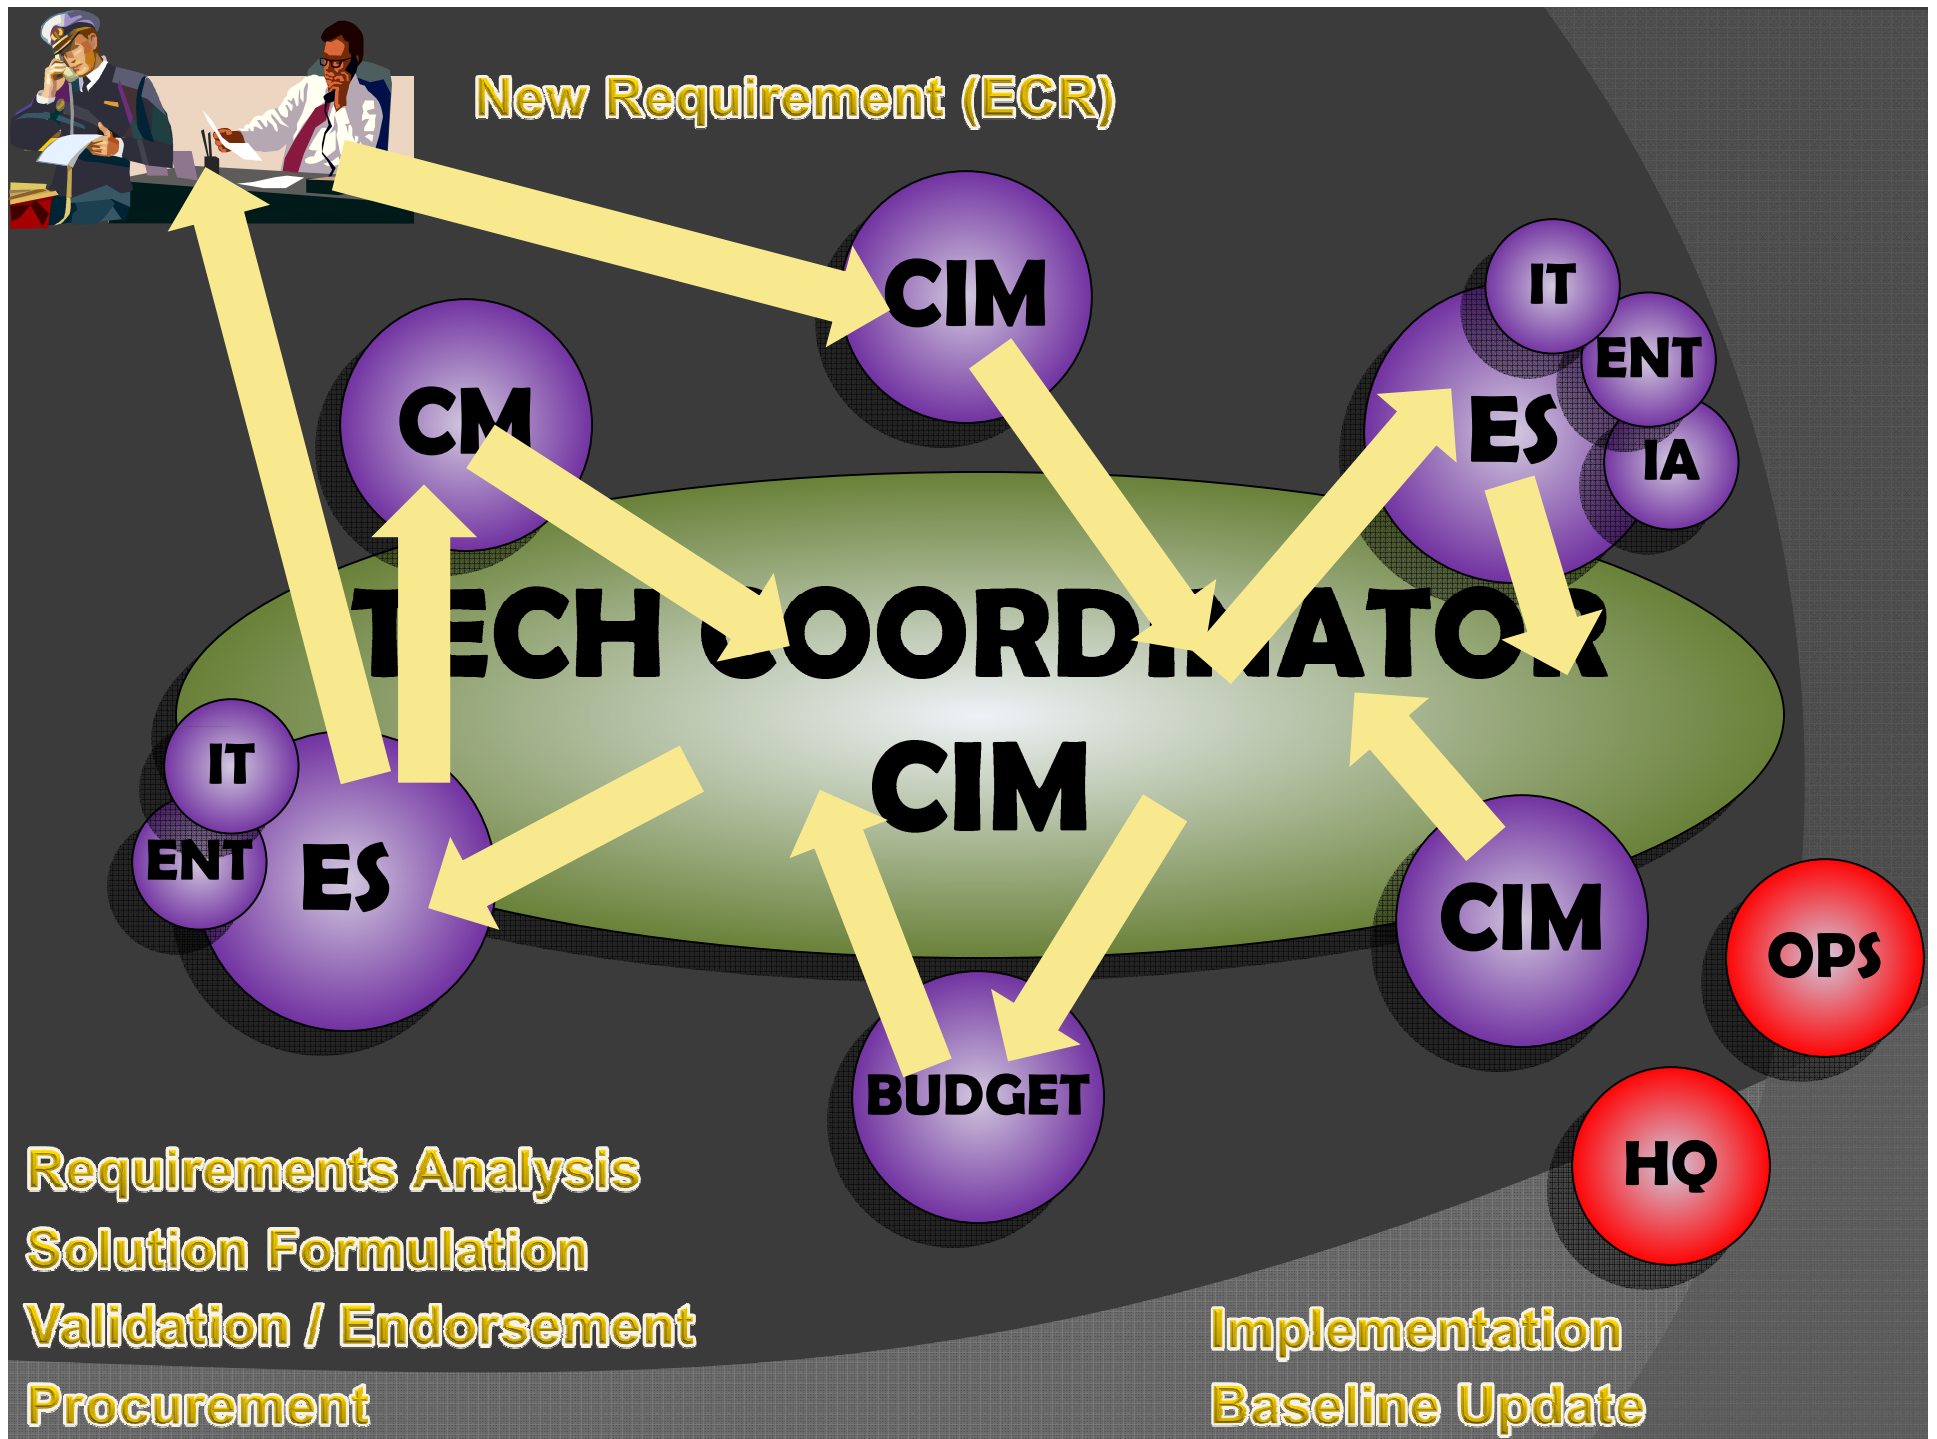 New Requirement (ECR)
CIM
IT
ENT
ES
IA
CM
TECH COORDINATOR
CIM
IT
ENT
ES
CIM
OPS
BUDGET
HQ
Requirements Analysis
Solution Formulation
Validation / Endorsement
Procurement
Implementation
Baseline Update